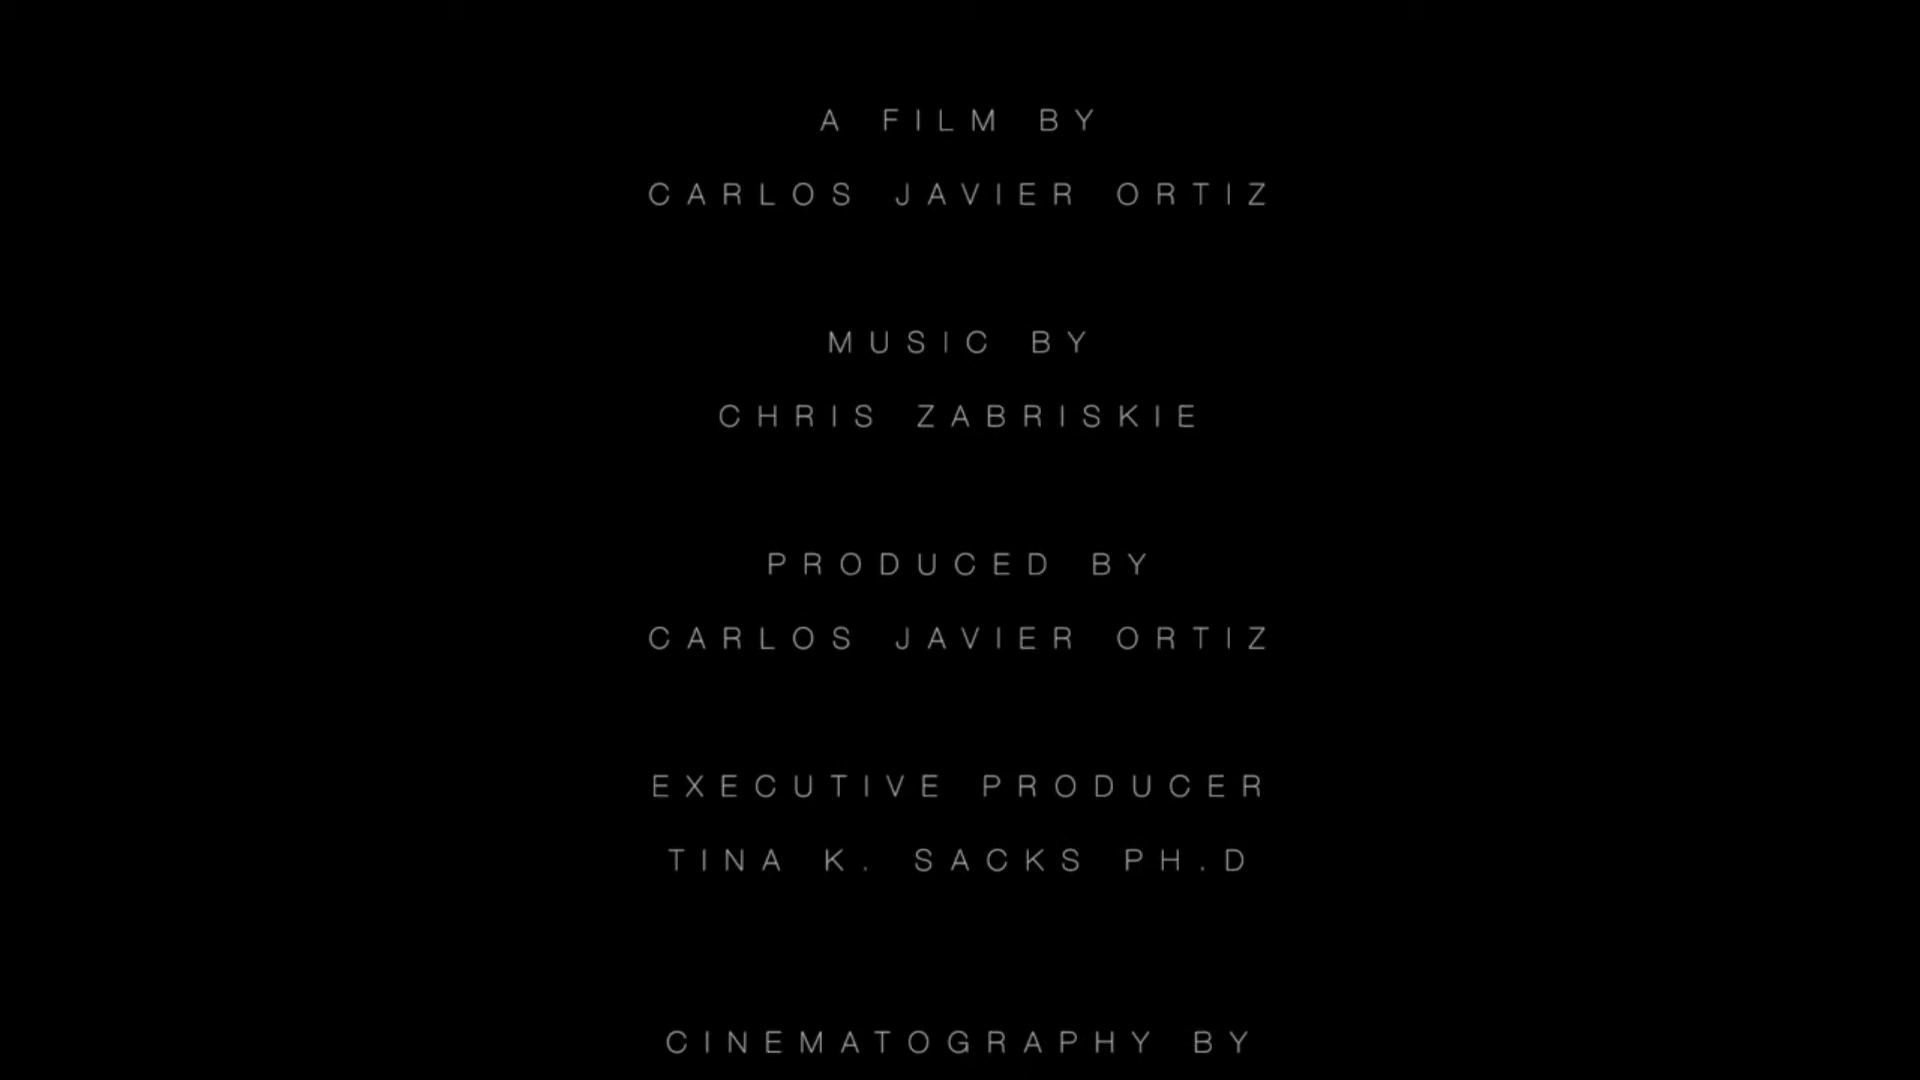 A FILM BY
CARLOS JAVIER ORTIZ
MUSIC BY
CHRIS ZABRISKIE
PRODUCED BY
CARLOS JAVIER ORTIZ
EXECUTIVE PRODUCER
TINA K. SACKS PH.D
CINEMATOGRAPHY BY